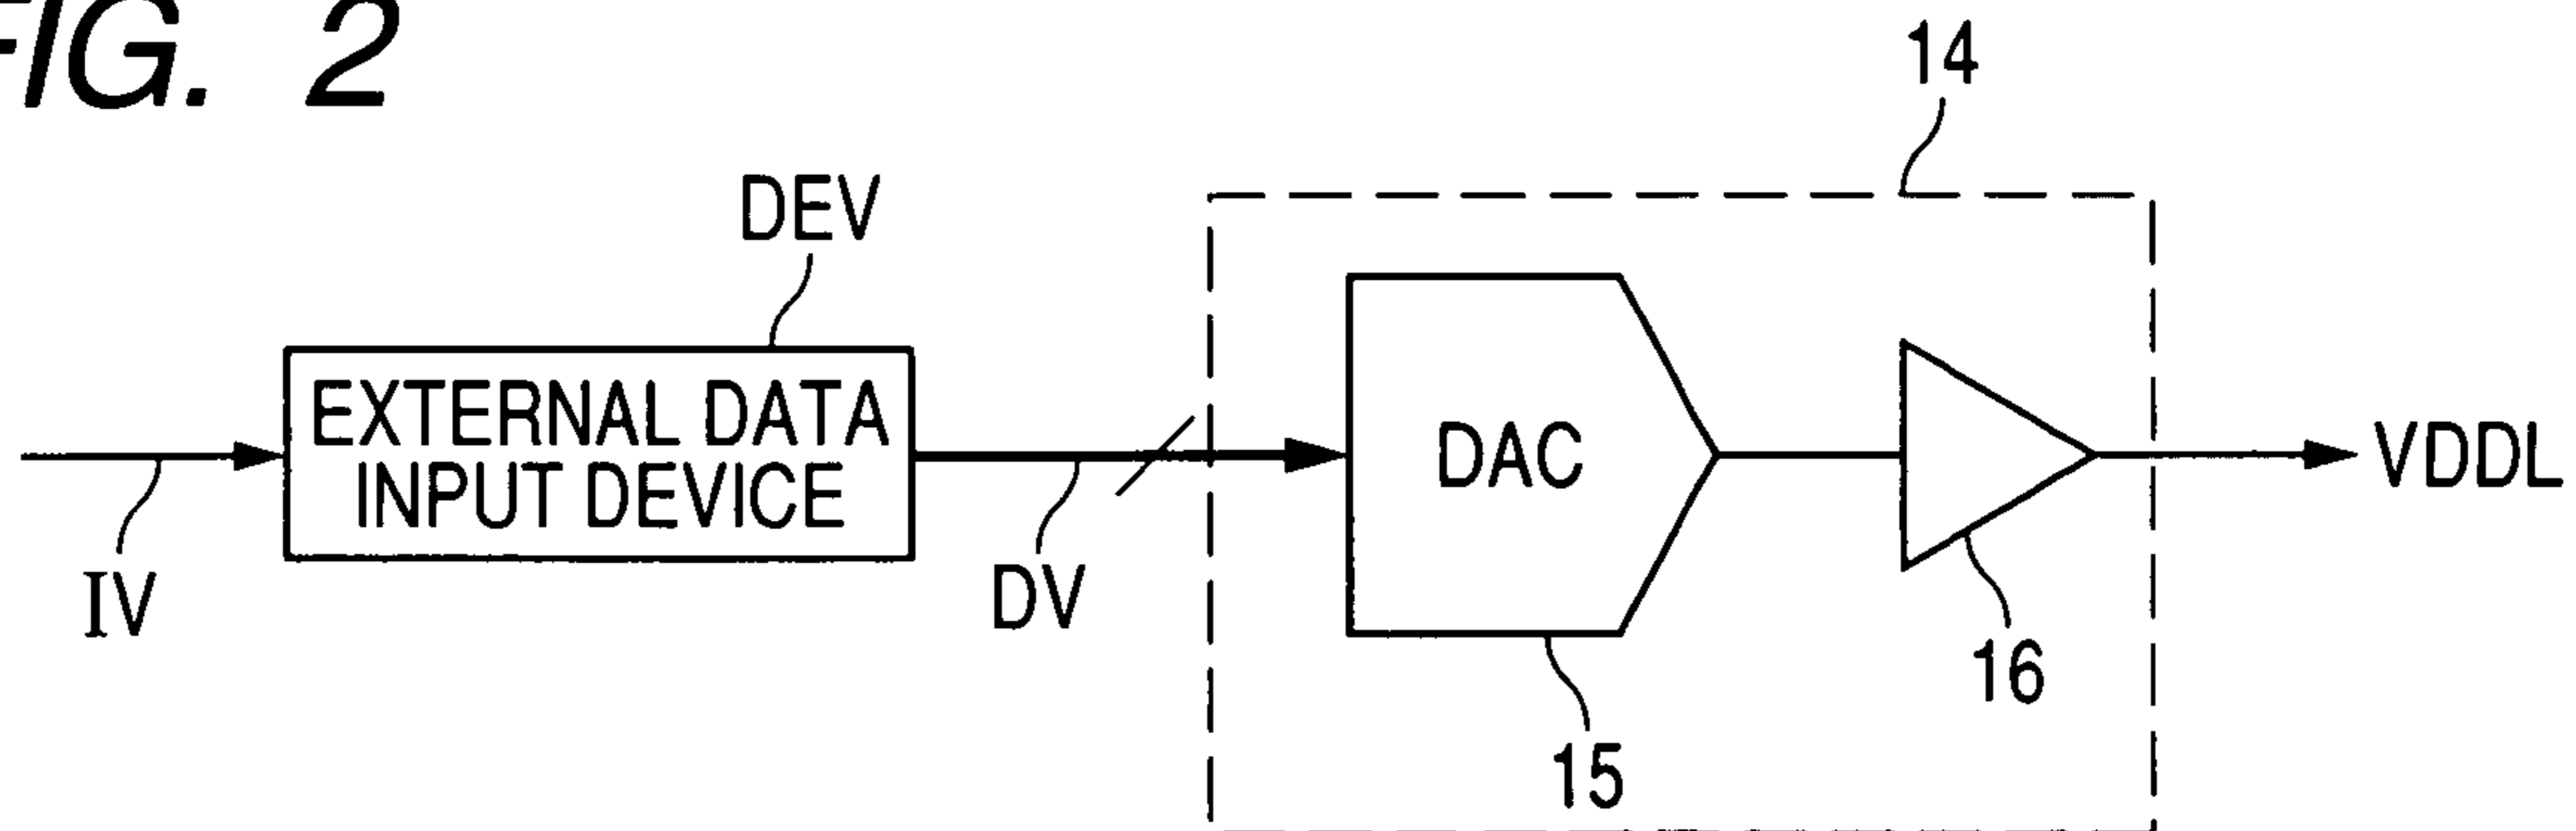 FIG. 2
14
DEV
EXTERNAL DATA
INPUT DEVICE
DAC
VDDL
IV
DV
16
15